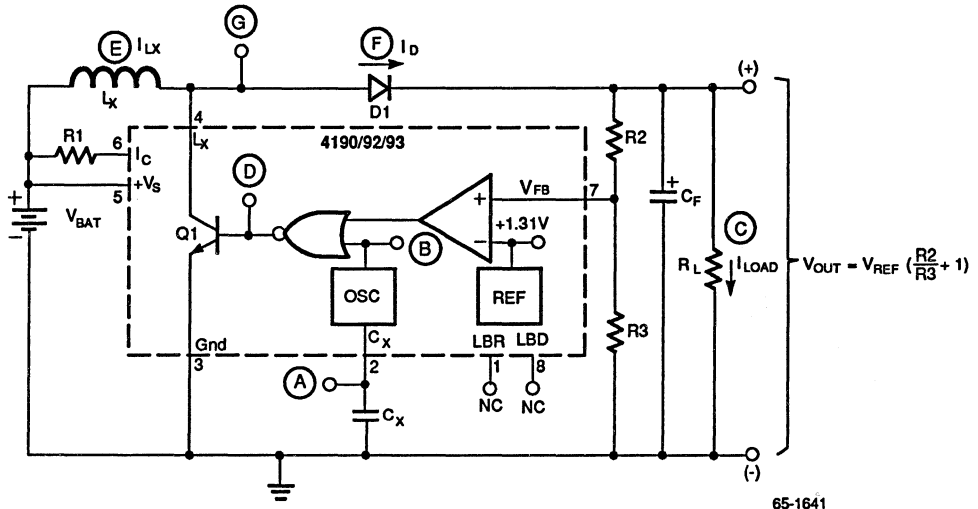 G
E I_LX
F I_D
(+)
L_X
D1
4
L_X
4190/92/93
R1
6
I_C
R2
D
+V_S
5
V_FB
7
+
+
C_F
+
V_BAT
-
+1.31V
-
Q1
B
C
R_L
I_LOAD
V_OUT = V_REF (R2/R3 + 1)
OSC
REF
R3
C_X
LBR
LBD
Gnd
3
2
1
8
A
NC
NC
C_X
(-)
65-1641